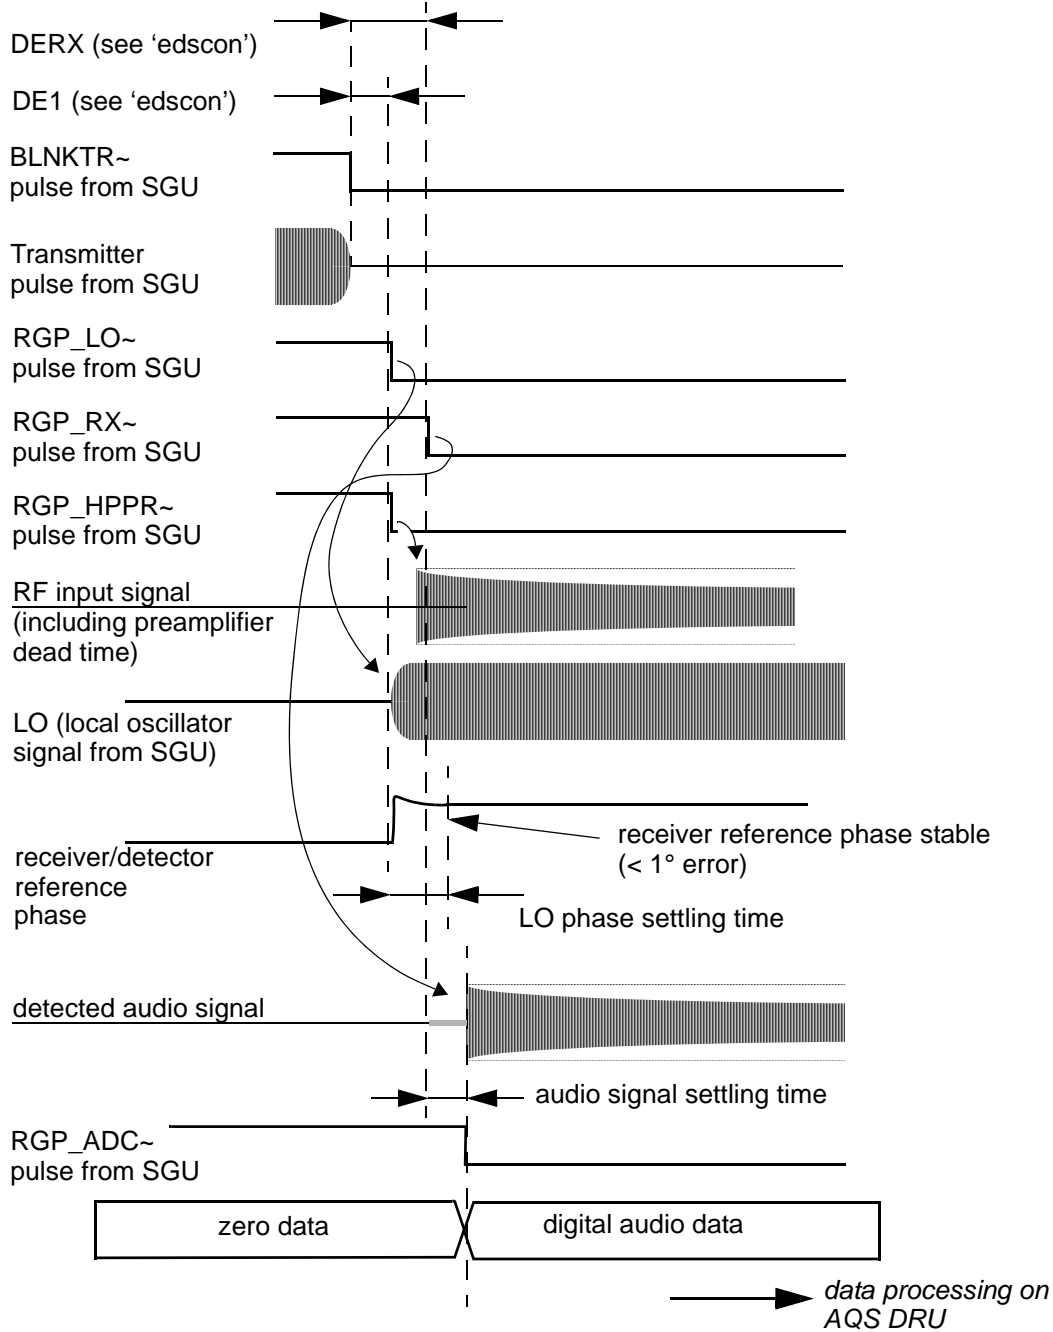 DERX (see ‘edscon’)
DE1 (see ‘edscon’)
BLNKTR~
pulse from SGU
Transmitter
pulse from SGU
RGP_LO~
pulse from SGU
RGP_RX~
pulse from SGU
RGP_HPPR~
pulse from SGU
RF input signal
(including preamplifier
dead time)
LO (local oscillator
signal from SGU)
receiver reference phase stable
(< 1° error)
receiver/detector
reference
phase
LO phase settling time
detected audio signal
audio signal settling time
RGP_ADC~
pulse from SGU
zero data
digital audio data
data processing on
AQS DRU